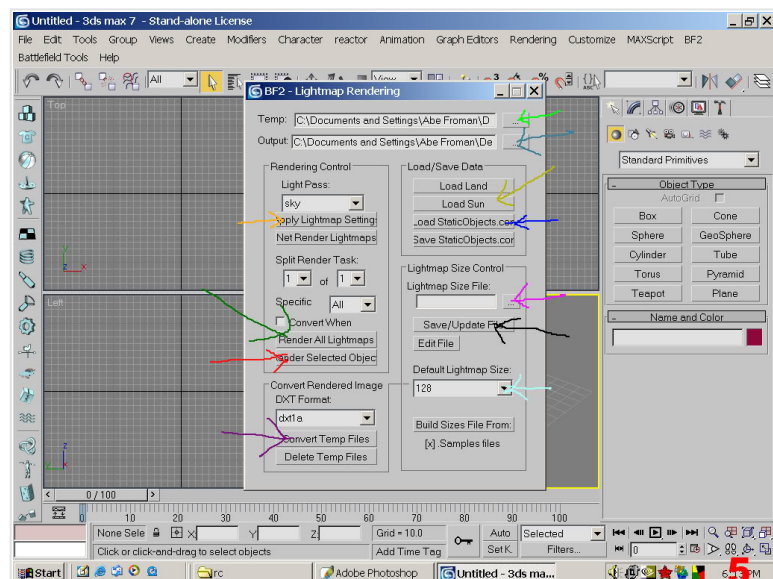 Untitled - 3ds max 7 - Stand-alone License
File Edit Tools Group Views Create Modifiers Character reactor Animation Graph Editors Rendering Customize MAXScript BF2
Battlefield Tools Help
All
View
BF2 - Lightmap Rendering
Top
Temp: C:\Documents and Settings\Abe Froman\D ...
Output: C:\Documents and Settings\Abe Froman\De ...
Rendering Control
Light Pass:
sky
Apply Lightmap Settings
Net Render Lightmaps
Split Render Task:
1 of 1
Specific All
Convert When
Render All Lightmaps
Render Selected Object
Convert Rendered Image
DXT Format:
dxt1a
Convert Temp Files
Delete Temp Files
Load/Save Data
Load Land
Load Sun
Load StaticObjects.con
Save StaticObjects.con
Lightmap Size Control
Lightmap Size File:
...
Save/Update File
Edit File
Default Lightmap Size:
128
Build Sizes File From:
[x] .Samples files
Left
Standard Primitives
Object Type
AutoGrid
Box Cone
Sphere GeoSphere
Cylinder Tube
Torus Pyramid
Teapot Plane
Name and Color
z x
z y
0 / 100
0 10 20 30 40 50 60 70 80 90 100
None Sele X Y Z Grid = 10.0 Auto Selected
Click or click-and-drag to select objects Add Time Tag Set K. Filters... 0
Start rc Adobe Photoshop Untitled - 3ds ma...
5